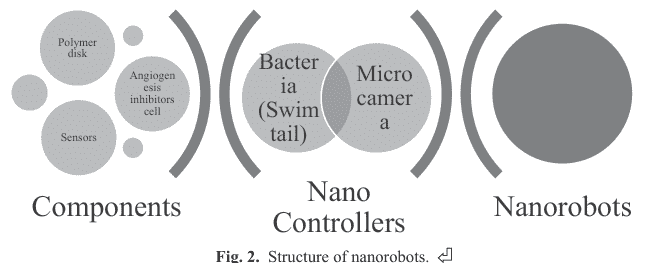 Polymer
disk
Angiogen
esis
inhibitors
cell
Sensors
Components
Bacter
ia
(Swim
tail)
Micro
camer
a
Nano
Controllers
Nanorobots
Fig. 2. Structure of nanorobots.